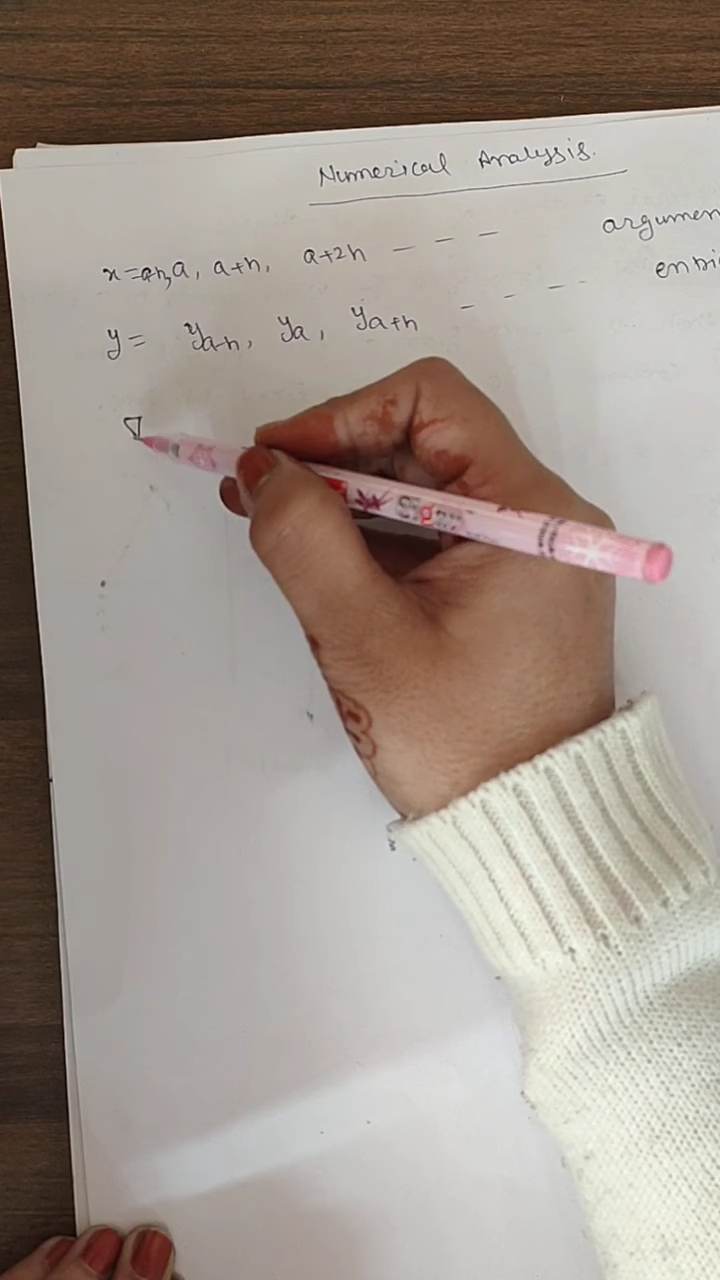 Numerical Analysis.
x=a-h,a, a+h, a+2h - - - argumen
y= ya-h, ya, ya+h - - - entri
∇